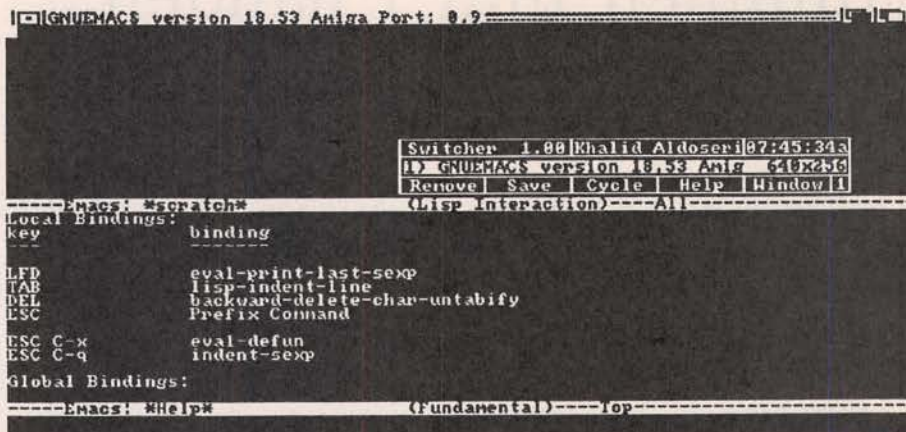 GNUEMACS version 18.53 Amiga Port: 0.9
Switcher 1.00 Khalid Aldoseri 07:45:34a
1) GNUEMACS version 18.53 Amig 640x256
Remove Save Cycle Help Window 1
-----Emacs: *scratch* (Lisp Interaction)----All--------------------
Local Bindings:
key binding
--- -------
LFD eval-print-last-sexp
TAB lisp-indent-line
DEL backward-delete-char-untabify
ESC Prefix Command
ESC C-x eval-defun
ESC C-q indent-sexp
Global Bindings:
-----Emacs: *Help* (Fundamental)----Top--------------------